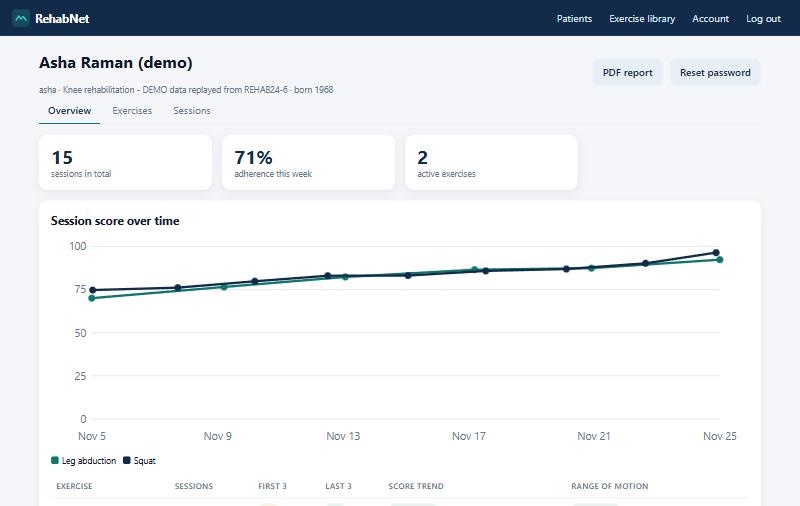 RehabNet Patients Exercise library Account Log out
Asha Raman (demo)
PDF report Reset password
asha · Knee rehabilitation - DEMO data replayed from REHAB24-6 · born 1968
Overview Exercises Sessions
15 71% 2
sessions in total adherence this week active exercises
Session score over time
100
75
50
25
0
Nov 5 Nov 9 Nov 13 Nov 17 Nov 21 Nov 25
Leg abduction Squat
EXERCISE SESSIONS FIRST 3 LAST 3 SCORE TREND RANGE OF MOTION